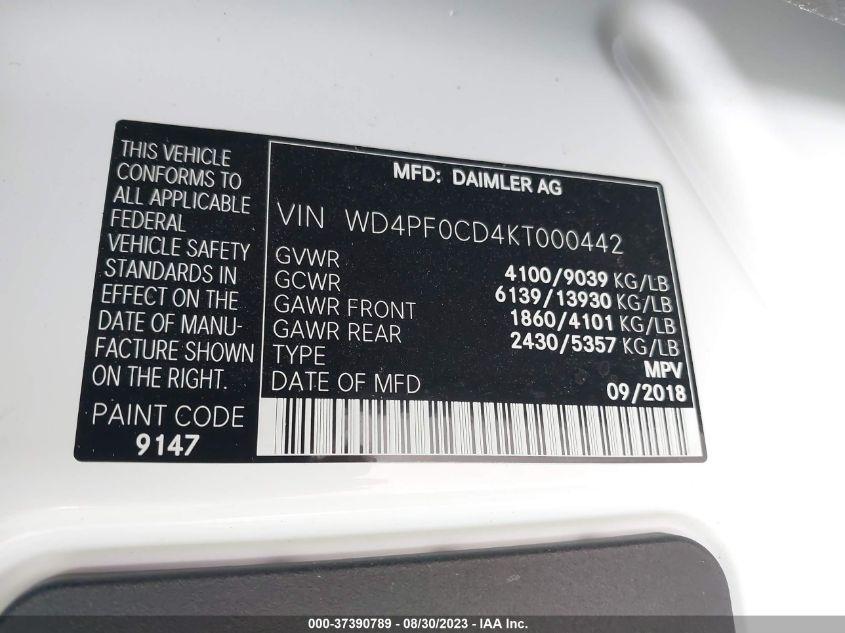 THIS VEHICLE
CONFORMS TO
ALL APPLICABLE
FEDERAL
VEHICLE SAFETY
STANDARDS IN
EFFECT ON THE
DATE OF MANU-
FACTURE SHOWN
ON THE RIGHT.
PAINT CODE
9147
MFD: DAIMLER AG
VIN WD4PF0CD4KT000442
GVWR 4100/9039 KG/LB
GCWR 6139/13930 KG/LB
GAWR FRONT 1860/4101 KG/LB
GAWR REAR 2430/5357 KG/LB
TYPE MPV
DATE OF MFD 09/2018
000-37390789 - 08/30/2023 - IAA Inc.